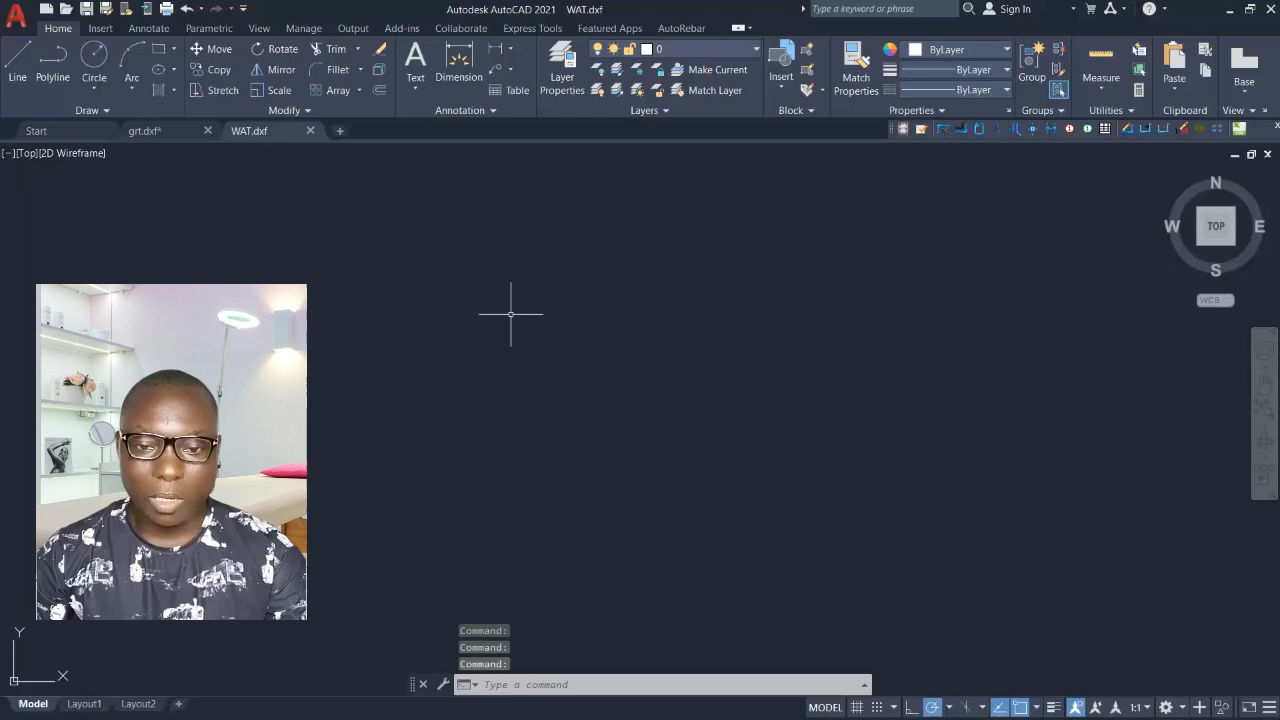 Autodesk AutoCAD 2021 WAT.dxf
Type a keyword or phrase
Sign In
Home Insert Annotate Parametric View Manage Output Add-ins Collaborate Express Tools Featured Apps AutoRebar
Line
Polyline
Circle
Arc
Move
Rotate
Trim
Copy
Mirror
Fillet
Stretch
Scale
Array
Text
Dimension
Table
Layer
Properties
0
Make Current
Match Layer
Insert
Match
Properties
ByLayer
ByLayer
ByLayer
Group
Measure
Paste
Base
Draw
Modify
Annotation
Layers
Block
Properties
Groups
Utilities
Clipboard
View
Start
grt.dxf*
WAT.dxf
[−][Top][2D Wireframe]
N
W
TOP
E
S
WCS
Y
X
Command:
Command:
Command:
Type a command
Model
Layout1
Layout2
MODEL
1:1